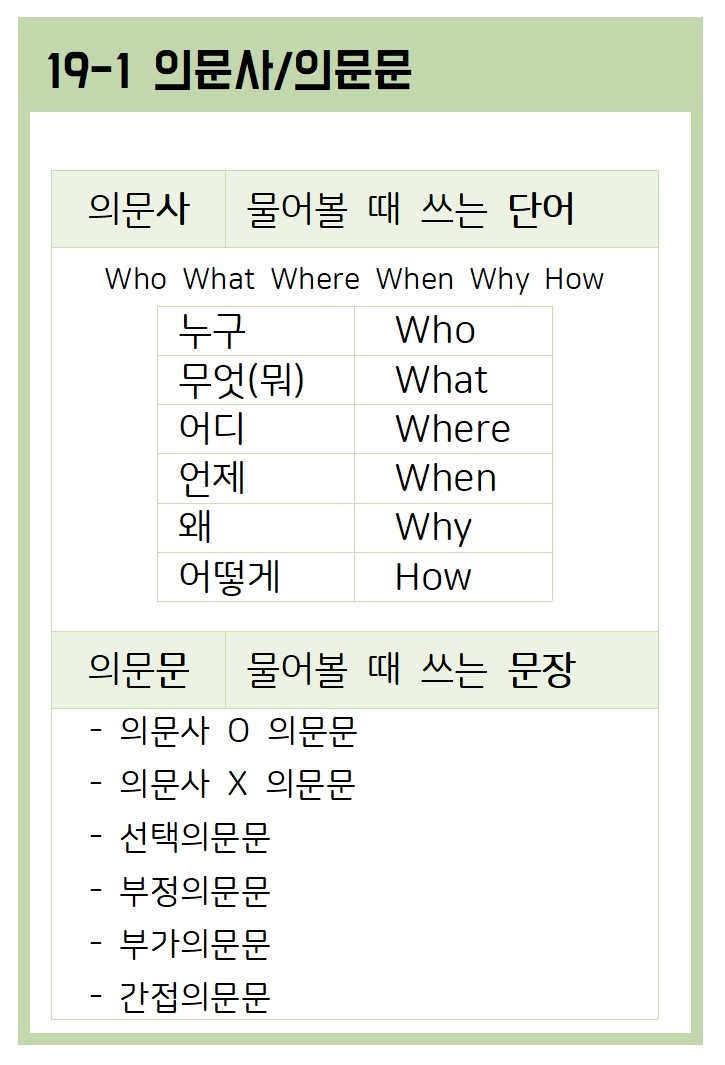 19-1 의문사/의문문
의문사 물어볼 때 쓰는 단어
Who What Where When Why How
누구 Who
무엇(뭐) What
어디 Where
언제 When
왜 Why
어떻게 How
의문문 물어볼 때 쓰는 문장
- 의문사 O 의문문
- 의문사 X 의문문
- 선택의문문
- 부정의문문
- 부가의문문
- 간접의문문